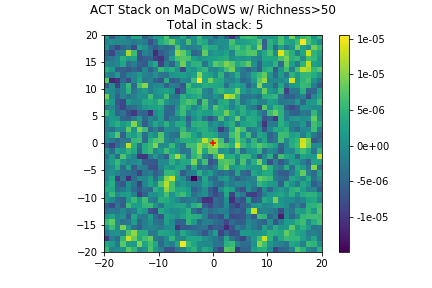 ACT Stack on MaDCoWS w/ Richness>50
Total in stack: 5
20
15
10
5
0
−5
−10
−15
−20
−20
−10
0
10
20
1e-05
1e-05
5e-06
0e+00
-5e-06
-1e-05